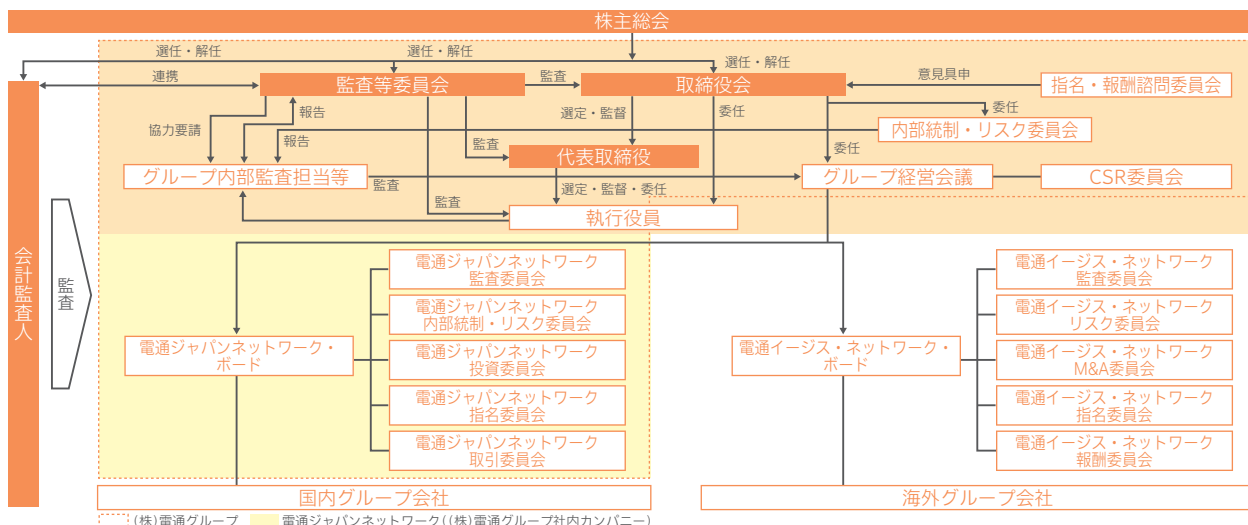 株主総会
選任・解任
選任・解任
選任・解任
連携
監査等委員会
監査
取締役会
意見具申
指名・報酬諮問委員会
協力要請
報告
報告
選定・監督
委任
委任
内部統制・リスク委員会
監査
代表取締役
委任
グループ内部監査担当等
監査
グループ経営会議
CSR委員会
選定・監督・委任
監査
執行役員
会計監査人
監査
電通ジャパンネットワーク・
ボード
電通ジャパンネットワーク
監査委員会
電通ジャパンネットワーク
内部統制・リスク委員会
電通ジャパンネットワーク
投資委員会
電通ジャパンネットワーク
指名委員会
電通ジャパンネットワーク
取引委員会
電通イージス・ネットワーク・
ボード
電通イージス・ネットワーク
監査委員会
電通イージス・ネットワーク
リスク委員会
電通イージス・ネットワーク
M&A委員会
電通イージス・ネットワーク
指名委員会
電通イージス・ネットワーク
報酬委員会
国内グループ会社
海外グループ会社
(株)電通グループ
電通ジャパンネットワーク((株)電通グループ社内カンパニー)